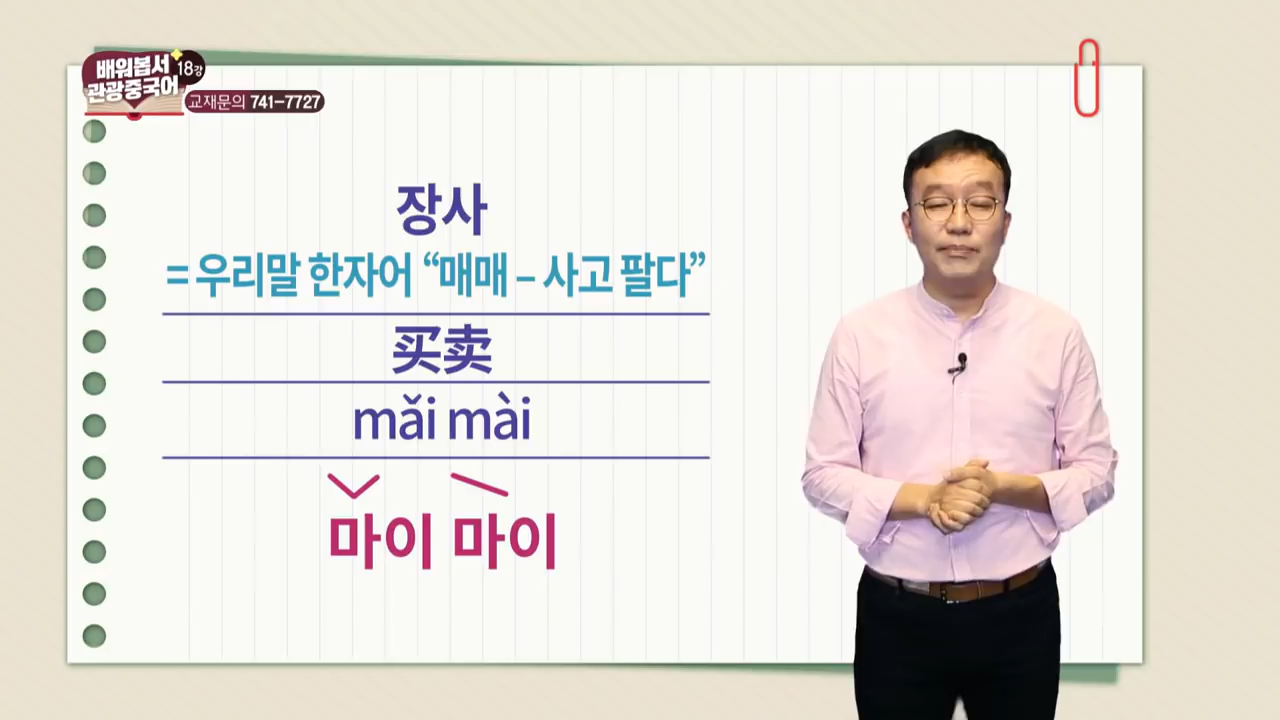 배워봅서 18강
관광중국어
교재문의 741-7727
장사
= 우리말 한자어 “매매 – 사고 팔다”
买卖
mǎi mài
마이 마이